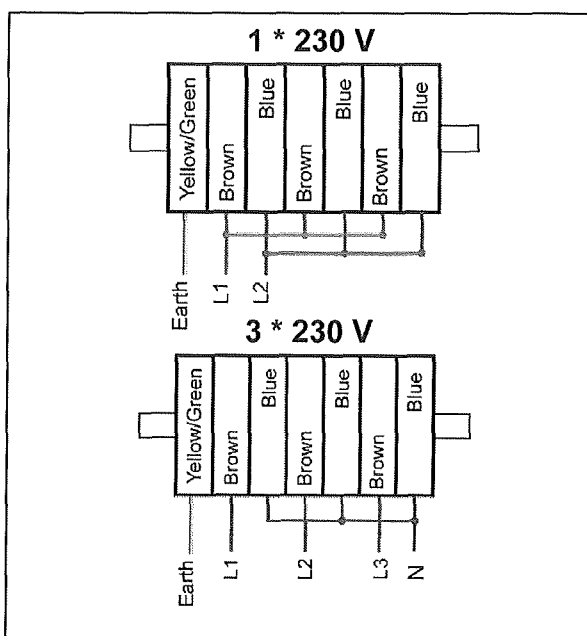 1 * 230 V
Yellow/Green
Brown
Blue
Brown
Blue
Brown
Blue
Earth
L1
L2
3 * 230 V
Yellow/Green
Brown
Blue
Brown
Blue
Brown
Blue
Earth
L1
L2
L3
N